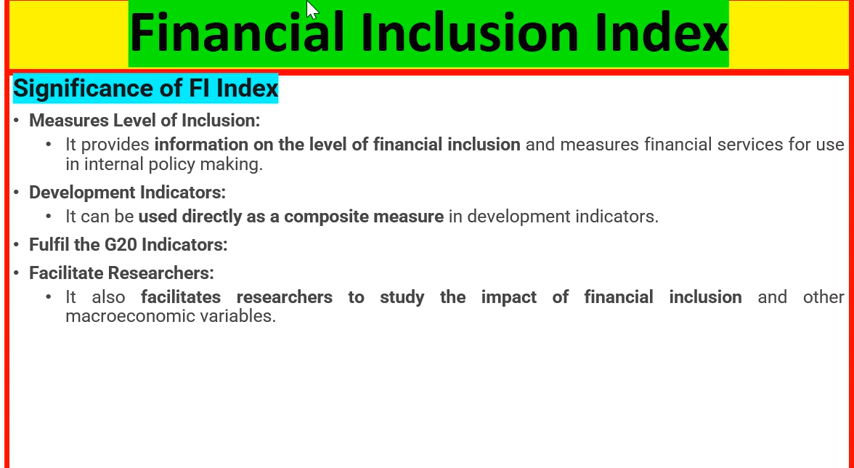 Financial Inclusion Index
Significance of FI Index
• Measures Level of Inclusion:
• It provides information on the level of financial inclusion and measures financial services for use
in internal policy making.
• Development Indicators:
• It can be used directly as a composite measure in development indicators.
• Fulfil the G20 Indicators:
• Facilitate Researchers:
• It also facilitates researchers to study the impact of financial inclusion and other
macroeconomic variables.